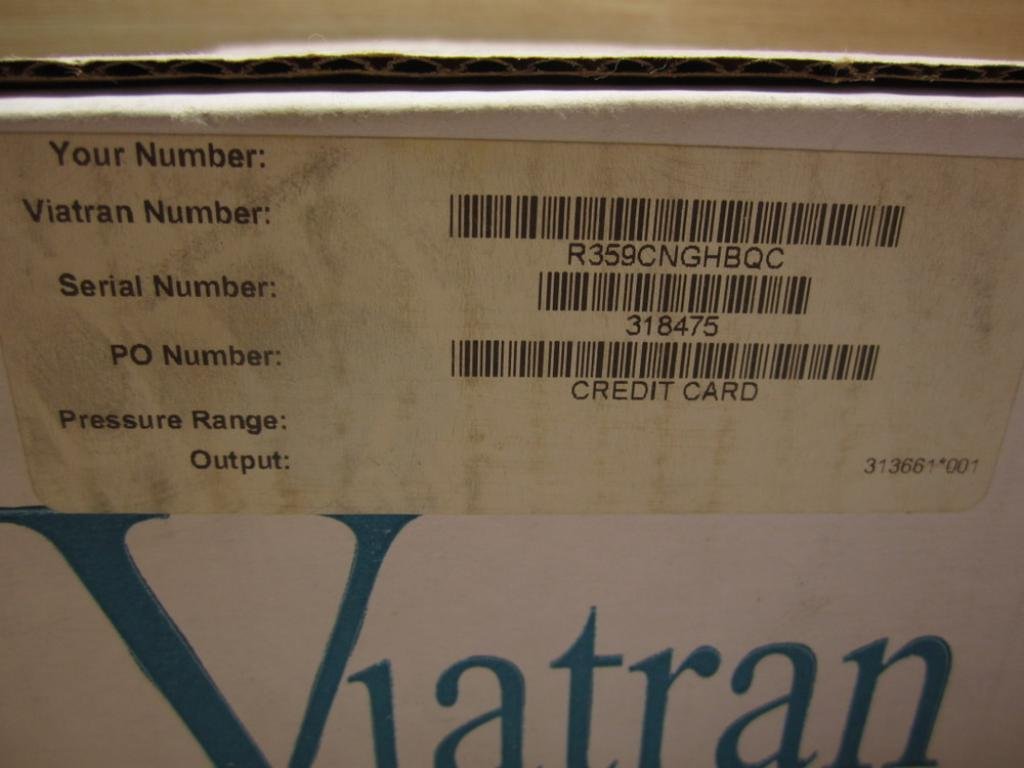 Your Number:
Viatran Number:
R359CNGHBQC
Serial Number:
318475
PO Number:
CREDIT CARD
Pressure Range:
Output:
313661*001
Viatran